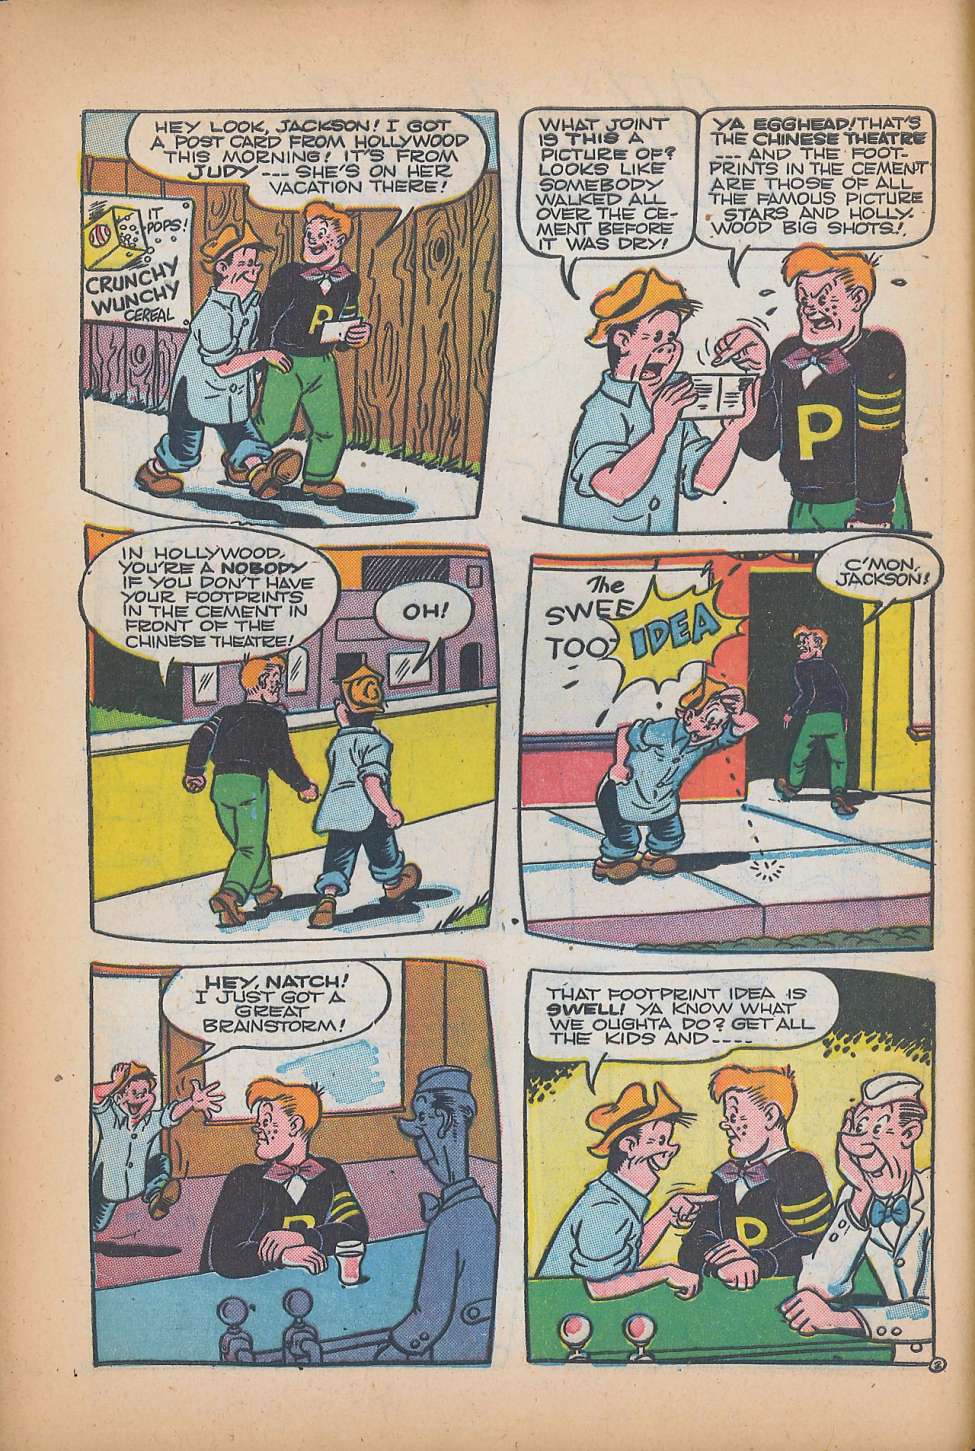 HEY LOOK, JACKSON! I GOT
A POST CARD FROM HOLLYWOOD
THIS MORNING! IT'S FROM
JUDY --- SHE'S ON HER
VACATION THERE!
IT
POPS!
CRUNCHY
WUNCHY
CEREAL
P
WHAT JOINT
IS THIS A
PICTURE OF?
LOOKS LIKE
SOMEBODY
WALKED ALL
OVER THE CE-
MENT BEFORE
IT WAS DRY!
YA EGGHEAD! THAT'S
THE CHINESE THEATRE
--- AND THE FOOT-
PRINTS IN THE CEMENT
ARE THOSE OF ALL
THE FAMOUS PICTURE
STARS AND HOLLY-
WOOD BIG SHOTS!
P
IN HOLLYWOOD,
YOU'RE A NOBODY
IF YOU DON'T HAVE
YOUR FOOTPRINTS
IN THE CEMENT IN
FRONT OF THE
CHINESE THEATRE!
OH!
The
SWEE
TOO
IDEA
C'MON,
JACKSON!
HEY, NATCH!
I JUST GOT A
GREAT
BRAINSTORM!
P
THAT FOOTPRINT IDEA IS
SWELL! YA KNOW WHAT
WE OUGHTA DO? GET ALL
THE KIDS AND ----
P
2